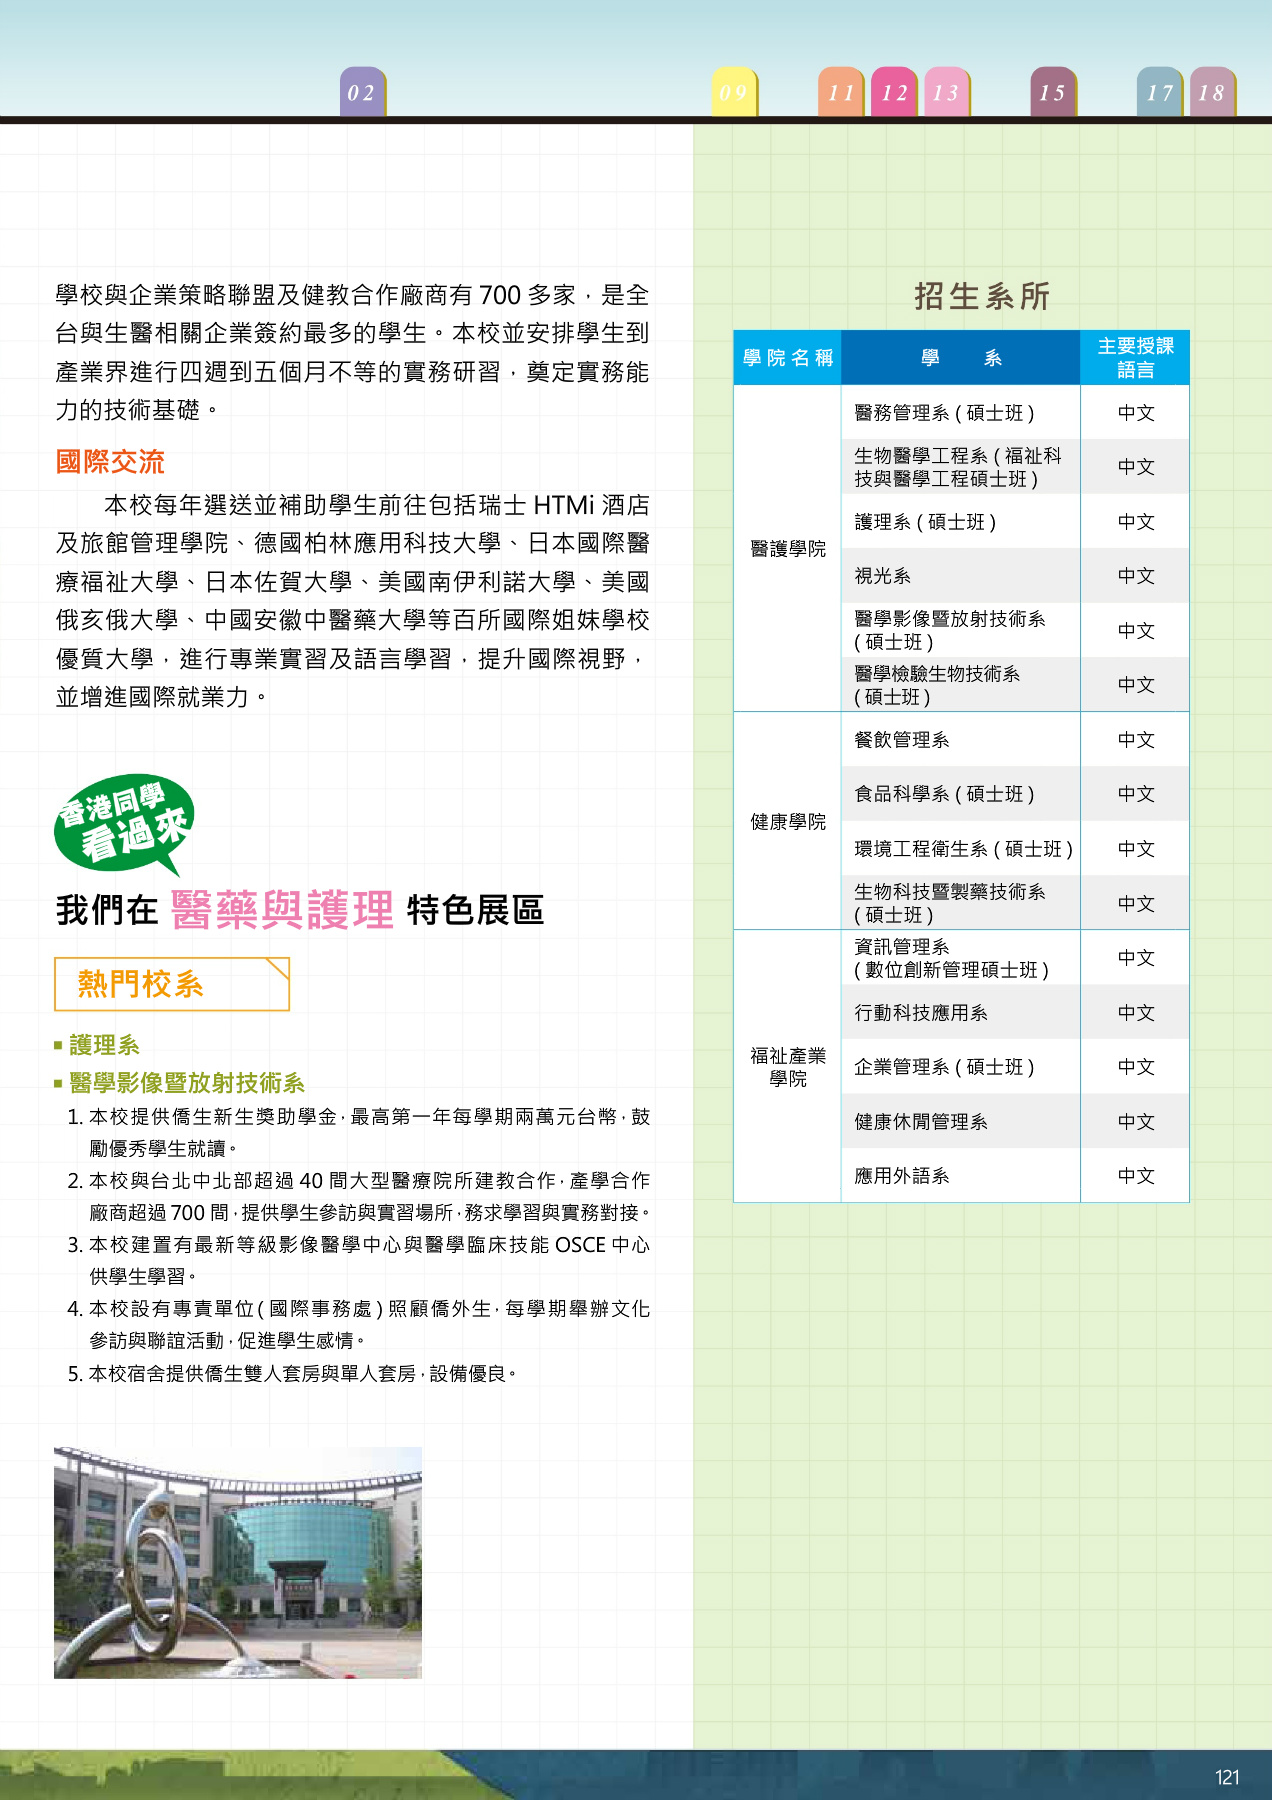 02
09
11
12
13
15
17
18
學校與企業策略聯盟及健教合作廠商有 700 多家，是全
台與生醫相關企業簽約最多的學生。本校並安排學生到
產業界進行四週到五個月不等的實務研習，奠定實務能
力的技術基礎。
國際交流
本校每年選送並補助學生前往包括瑞士 HTMi 酒店
及旅館管理學院、德國柏林應用科技大學、日本國際醫
療福祉大學、日本佐賀大學、美國南伊利諾大學、美國
俄亥俄大學、中國安徽中醫藥大學等百所國際姐妹學校
優質大學，進行專業實習及語言學習，提升國際視野，
並增進國際就業力。
香港同學
看過來
我們在 醫藥與護理 特色展區
熱門校系
▪ 護理系
▪ 醫學影像暨放射技術系
1. 本校提供僑生新生獎助學金，最高第一年每學期兩萬元台幣，鼓
勵優秀學生就讀。
2. 本校與台北中北部超過 40 間大型醫療院所建教合作，產學合作
廠商超過 700 間，提供學生參訪與實習場所，務求學習與實務對接。
3. 本校建置有最新等級影像醫學中心與醫學臨床技能 OSCE 中心
供學生學習。
4. 本校設有專責單位 ( 國際事務處 ) 照顧僑外生，每學期舉辦文化
參訪與聯誼活動，促進學生感情。
5. 本校宿舍提供僑生雙人套房與單人套房，設備優良。
招生系所
學院名稱 學 系 主要授課
語言
醫護學院
醫務管理系 ( 碩士班 ) 中文
生物醫學工程系 ( 福祉科
技與醫學工程碩士班 ) 中文
護理系 ( 碩士班 ) 中文
視光系 中文
醫學影像暨放射技術系
( 碩士班 ) 中文
醫學檢驗生物技術系
( 碩士班 ) 中文
健康學院
餐飲管理系 中文
食品科學系 ( 碩士班 ) 中文
環境工程衛生系 ( 碩士班 ) 中文
生物科技暨製藥技術系
( 碩士班 ) 中文
福祉產業
學院
資訊管理系
( 數位創新管理碩士班 ) 中文
行動科技應用系 中文
企業管理系 ( 碩士班 ) 中文
健康休閒管理系 中文
應用外語系 中文
121